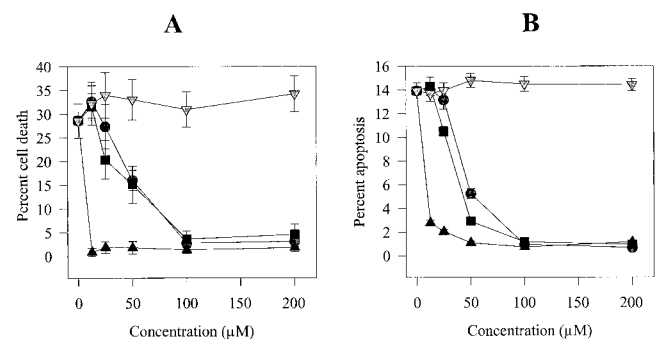 A
B
Percent cell death
40
35
30
25
20
15
10
5
0
0 50 100 150 200
Concentration (µM)
Percent apoptosis
16
14
12
10
8
6
4
2
0
0 50 100 150 200
Concentration (µM)